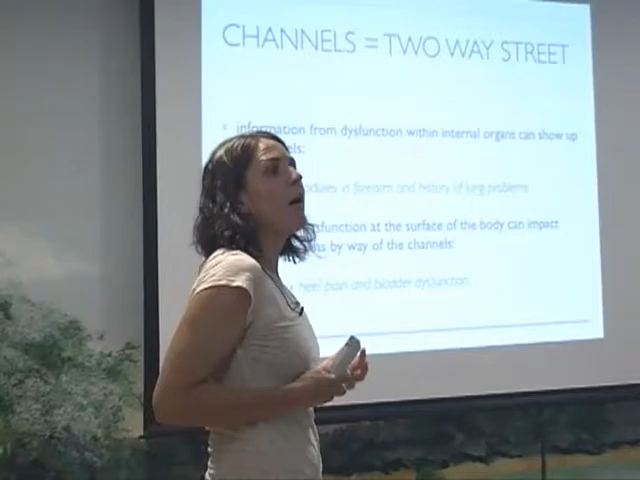 CHANNELS = TWO WAY STREET
information from dysfunction within internal organs can show up
nodules in forearm and history of lung problems
dysfunction at the surface of the body can impact
by way of the channels:
heel pain and bladder dysfunction